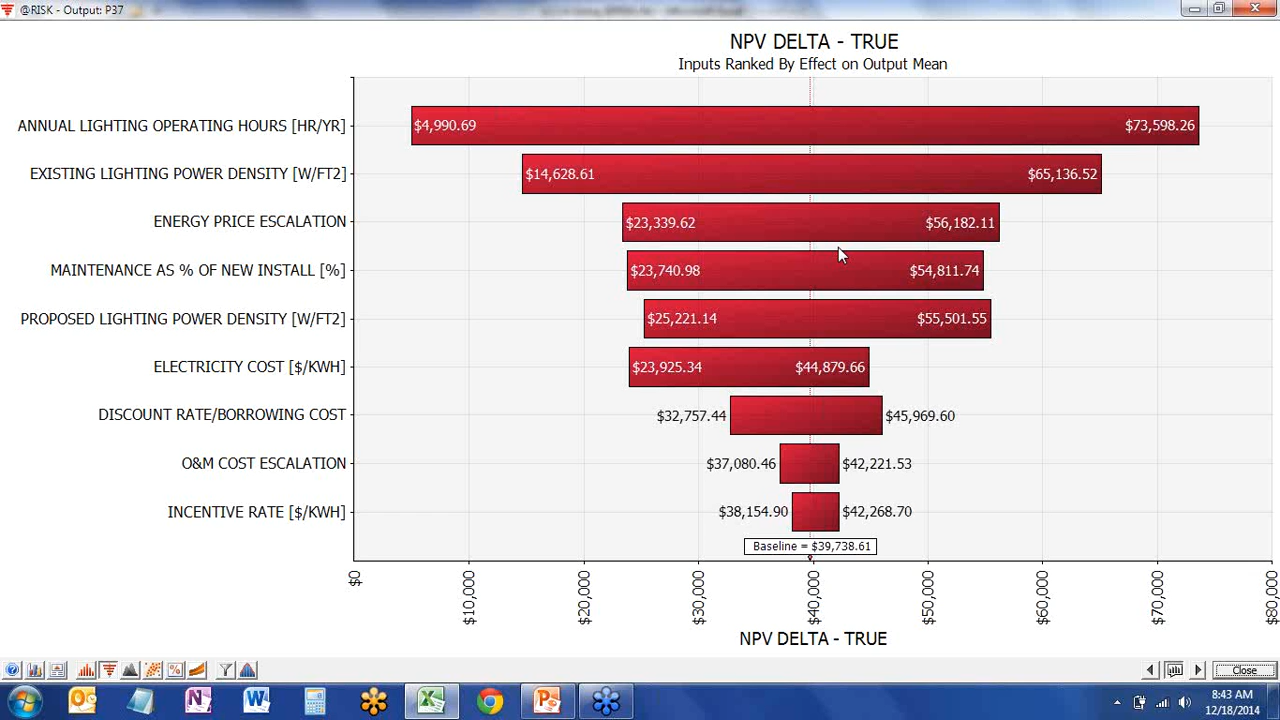 @RISK - Output: P37
NPV DELTA - TRUE
Inputs Ranked By Effect on Output Mean
ANNUAL LIGHTING OPERATING HOURS [HR/YR] $4,990.69 $73,598.26
EXISTING LIGHTING POWER DENSITY [W/FT2] $14,628.61 $65,136.52
ENERGY PRICE ESCALATION $23,339.62 $56,182.11
MAINTENANCE AS % OF NEW INSTALL [%] $23,740.98 $54,811.74
PROPOSED LIGHTING POWER DENSITY [W/FT2] $25,221.14 $55,501.55
ELECTRICITY COST [$/KWH] $23,925.34 $44,879.66
DISCOUNT RATE/BORROWING COST $32,757.44 $45,969.60
O&M COST ESCALATION $37,080.46 $42,221.53
INCENTIVE RATE [$/KWH] $38,154.90 $42,268.70
Baseline = $39,738.61
$0 $10,000 $20,000 $30,000 $40,000 $50,000 $60,000 $70,000 $80,000
NPV DELTA - TRUE
Close
8:43 AM
12/18/2014